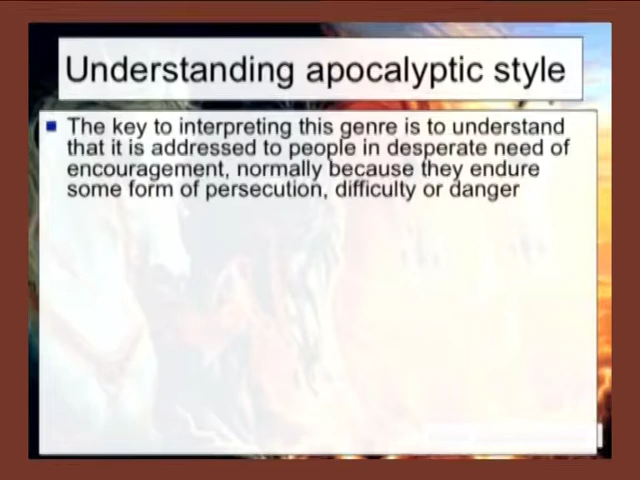 Understanding apocalyptic style
The key to interpreting this genre is to understand
that it is addressed to people in desperate need of
encouragement, normally because they endure
some form of persecution, difficulty or danger